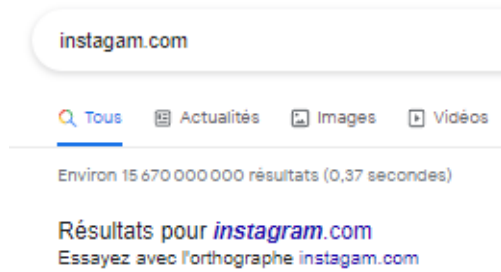 instagam.com
Tous Actualités Images Vidéos
Environ 15 670 000 000 résultats (0,37 secondes)
Résultats pour instagram.com
Essayez avec l'orthographe instagam.com